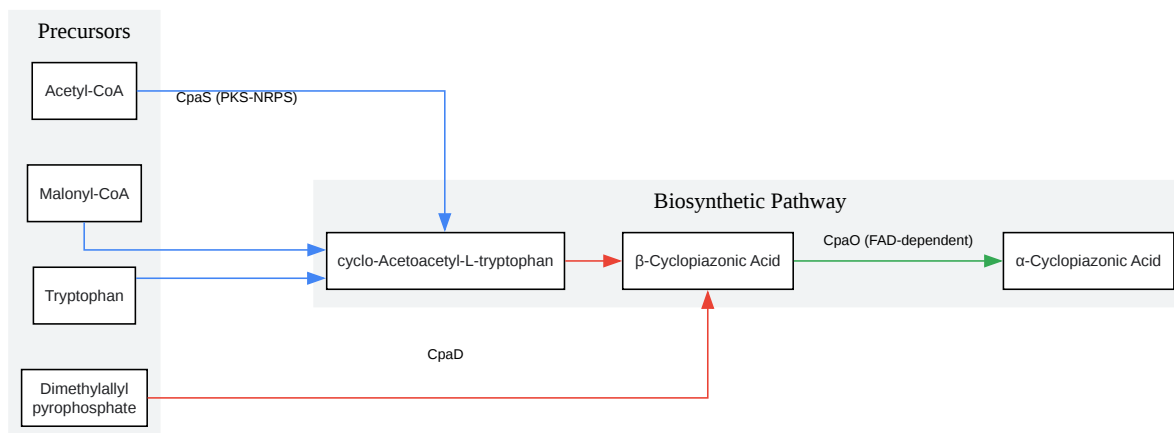 Precursors
Acetyl-CoA
CpaS (PKS-NRPS)
Malonyl-CoA
Biosynthetic Pathway
CpaO (FAD-dependent)
cyclo-Acetoacetyl-L-tryptophan
β-Cyclopiazonic Acid
α-Cyclopiazonic Acid
Tryptophan
CpaD
Dimethylallyl
pyrophosphate